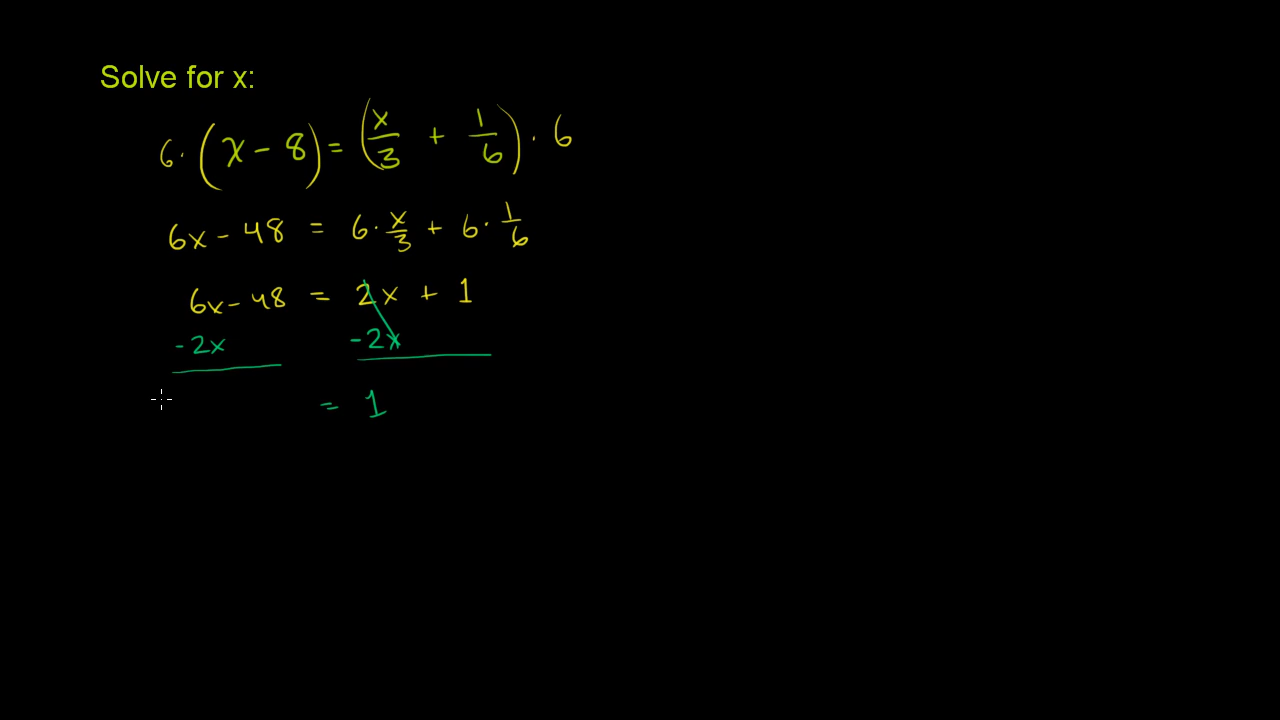 Solve for x:
6 · (x - 8) = (x/3 + 1/6) · 6
6x - 48 = 6 · x/3 + 6 · 1/6
6x - 48 = 2x + 1
-2x -2x
= 1